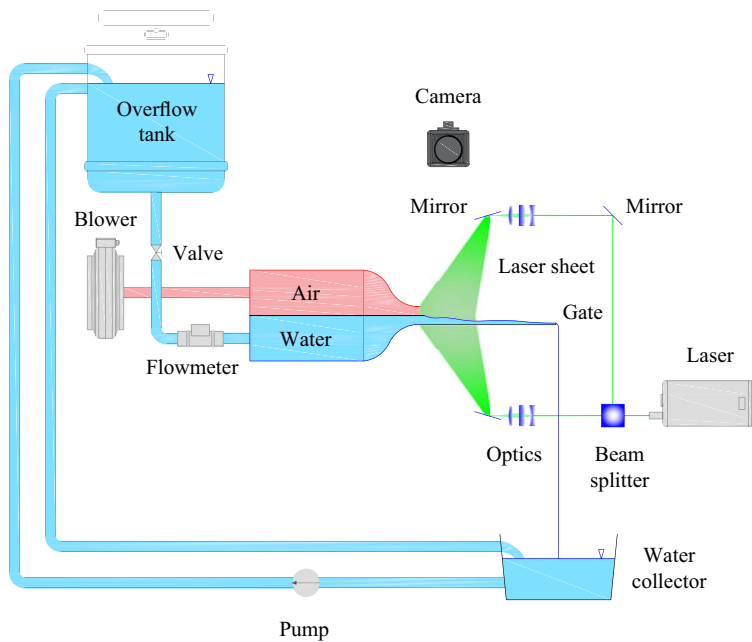 Overflow
tank
Camera
Blower
Mirror
Mirror
Valve
Laser sheet
Air
Gate
Water
Flowmeter
Laser
Optics
Beam
splitter
Water
collector
Pump